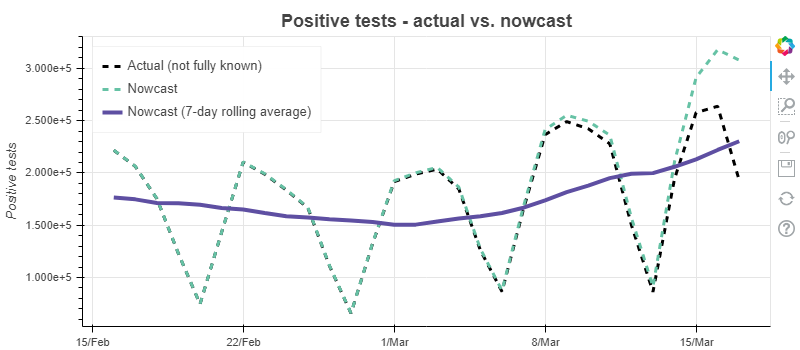 Positive tests - actual vs. nowcast
Actual (not fully known)
Nowcast
Nowcast (7-day rolling average)
Positive tests
3.000e+5
2.500e+5
2.000e+5
1.500e+5
1.000e+5
15/Feb
22/Feb
1/Mar
8/Mar
15/Mar